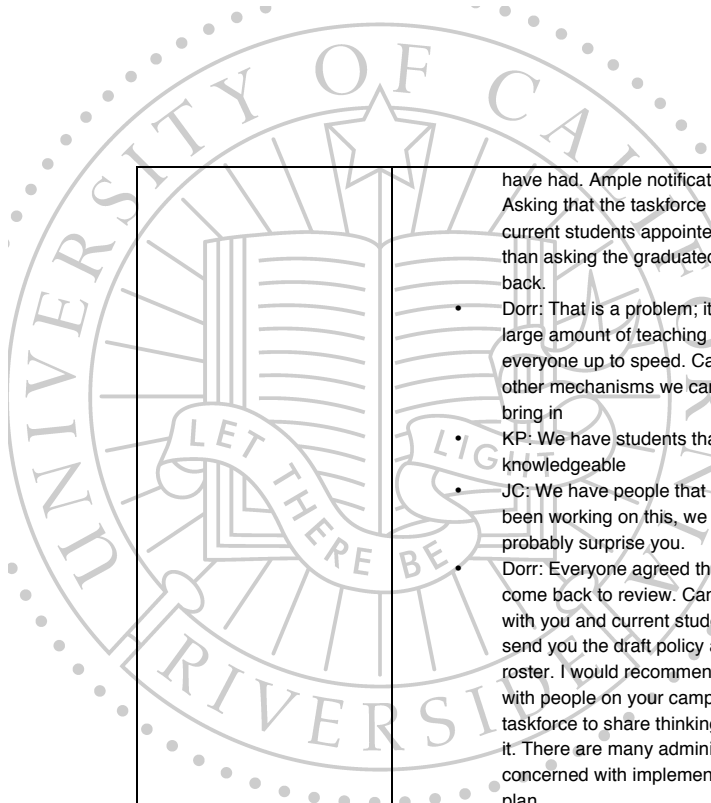 UNIVERSITY OF CALIFORNIA
RIVERSIDE
LET THERE BE LIGHT
have had. Ample notificat
Asking that the taskforce
current students appointe
than asking the graduated
back.
• Dorr: That is a problem; it
large amount of teaching
everyone up to speed. Ca
other mechanisms we can
bring in
• KP: We have students tha
knowledgeable
• JC: We have people that
been working on this, we
probably surprise you.
• Dorr: Everyone agreed th
come back to review. Can
with you and current stud
send you the draft policy a
roster. I would recommen
with people on your camp
taskforce to share thinking
it. There are many admini
concerned with implemen
plan